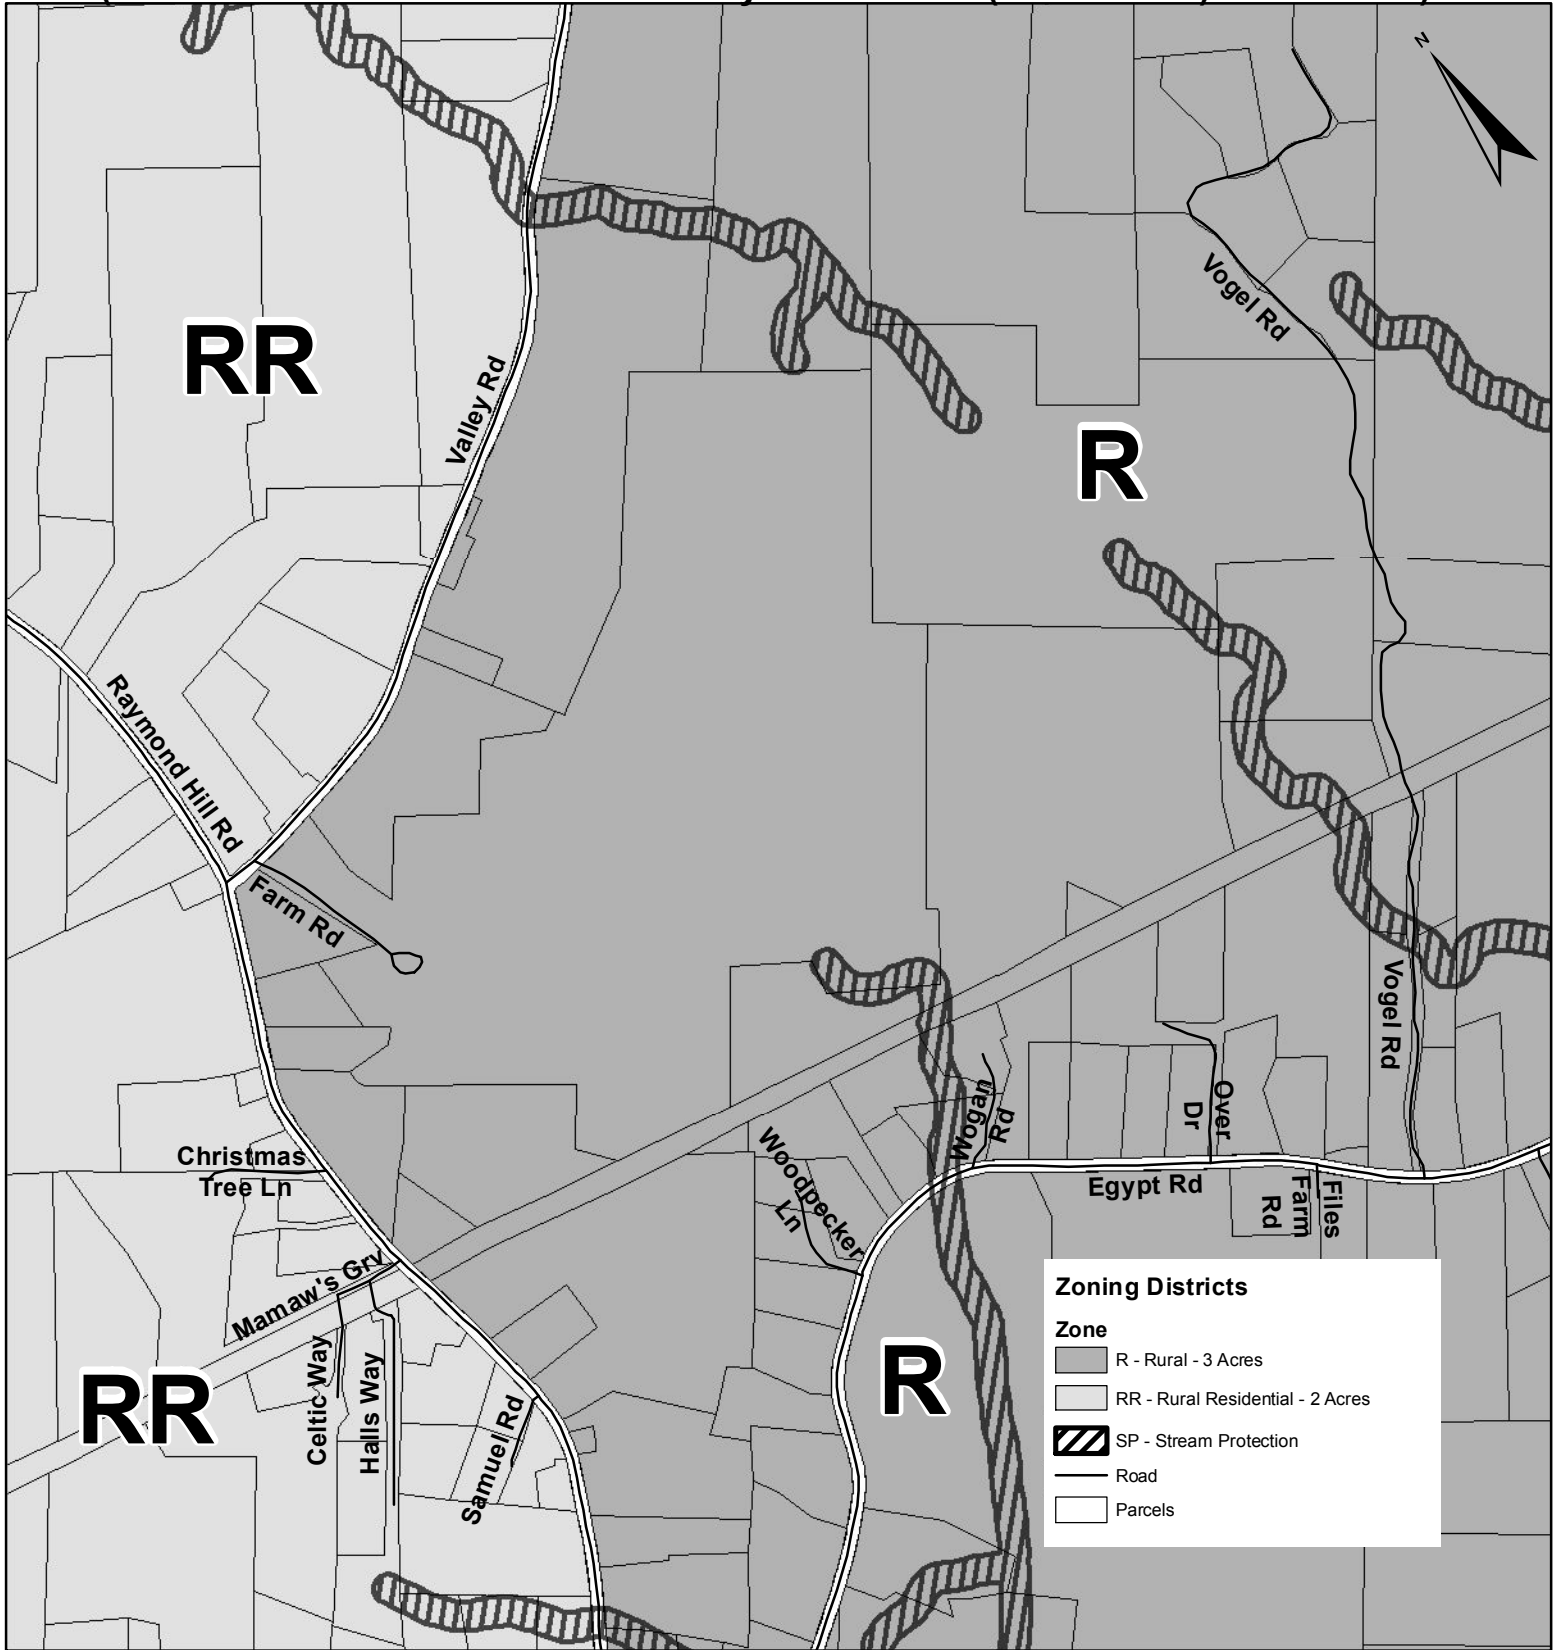 N
Vogel Rd
RR
Valley Rd
R
Raymond Hill Rd
Farm Rd
Vogel Rd
Wogan
Rd
Over
Dr
Christmas
Tree Ln
Woodpecker
Ln
Egypt Rd
Files
Farm
Rd
Mamaw's Grv
RR
Celtic Way
Halls Way
Samuel Rd
R
Zoning Districts
Zone
R - Rural - 3 Acres
RR - Rural Residential - 2 Acres
SP - Stream Protection
Road
Parcels